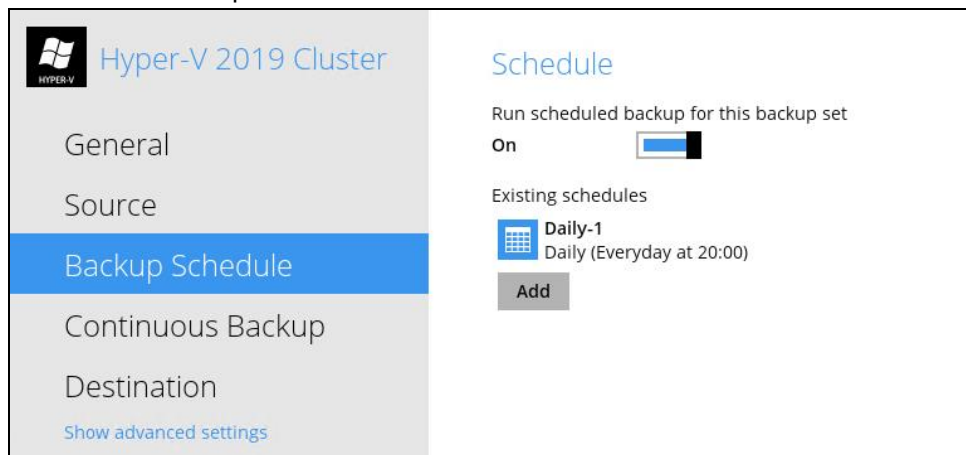 HYPER-V
Hyper-V 2019 Cluster
General
Source
Backup Schedule
Continuous Backup
Destination
Show advanced settings
Schedule
Run scheduled backup for this backup set
On
Existing schedules
Daily-1
Daily (Everyday at 20:00)
Add